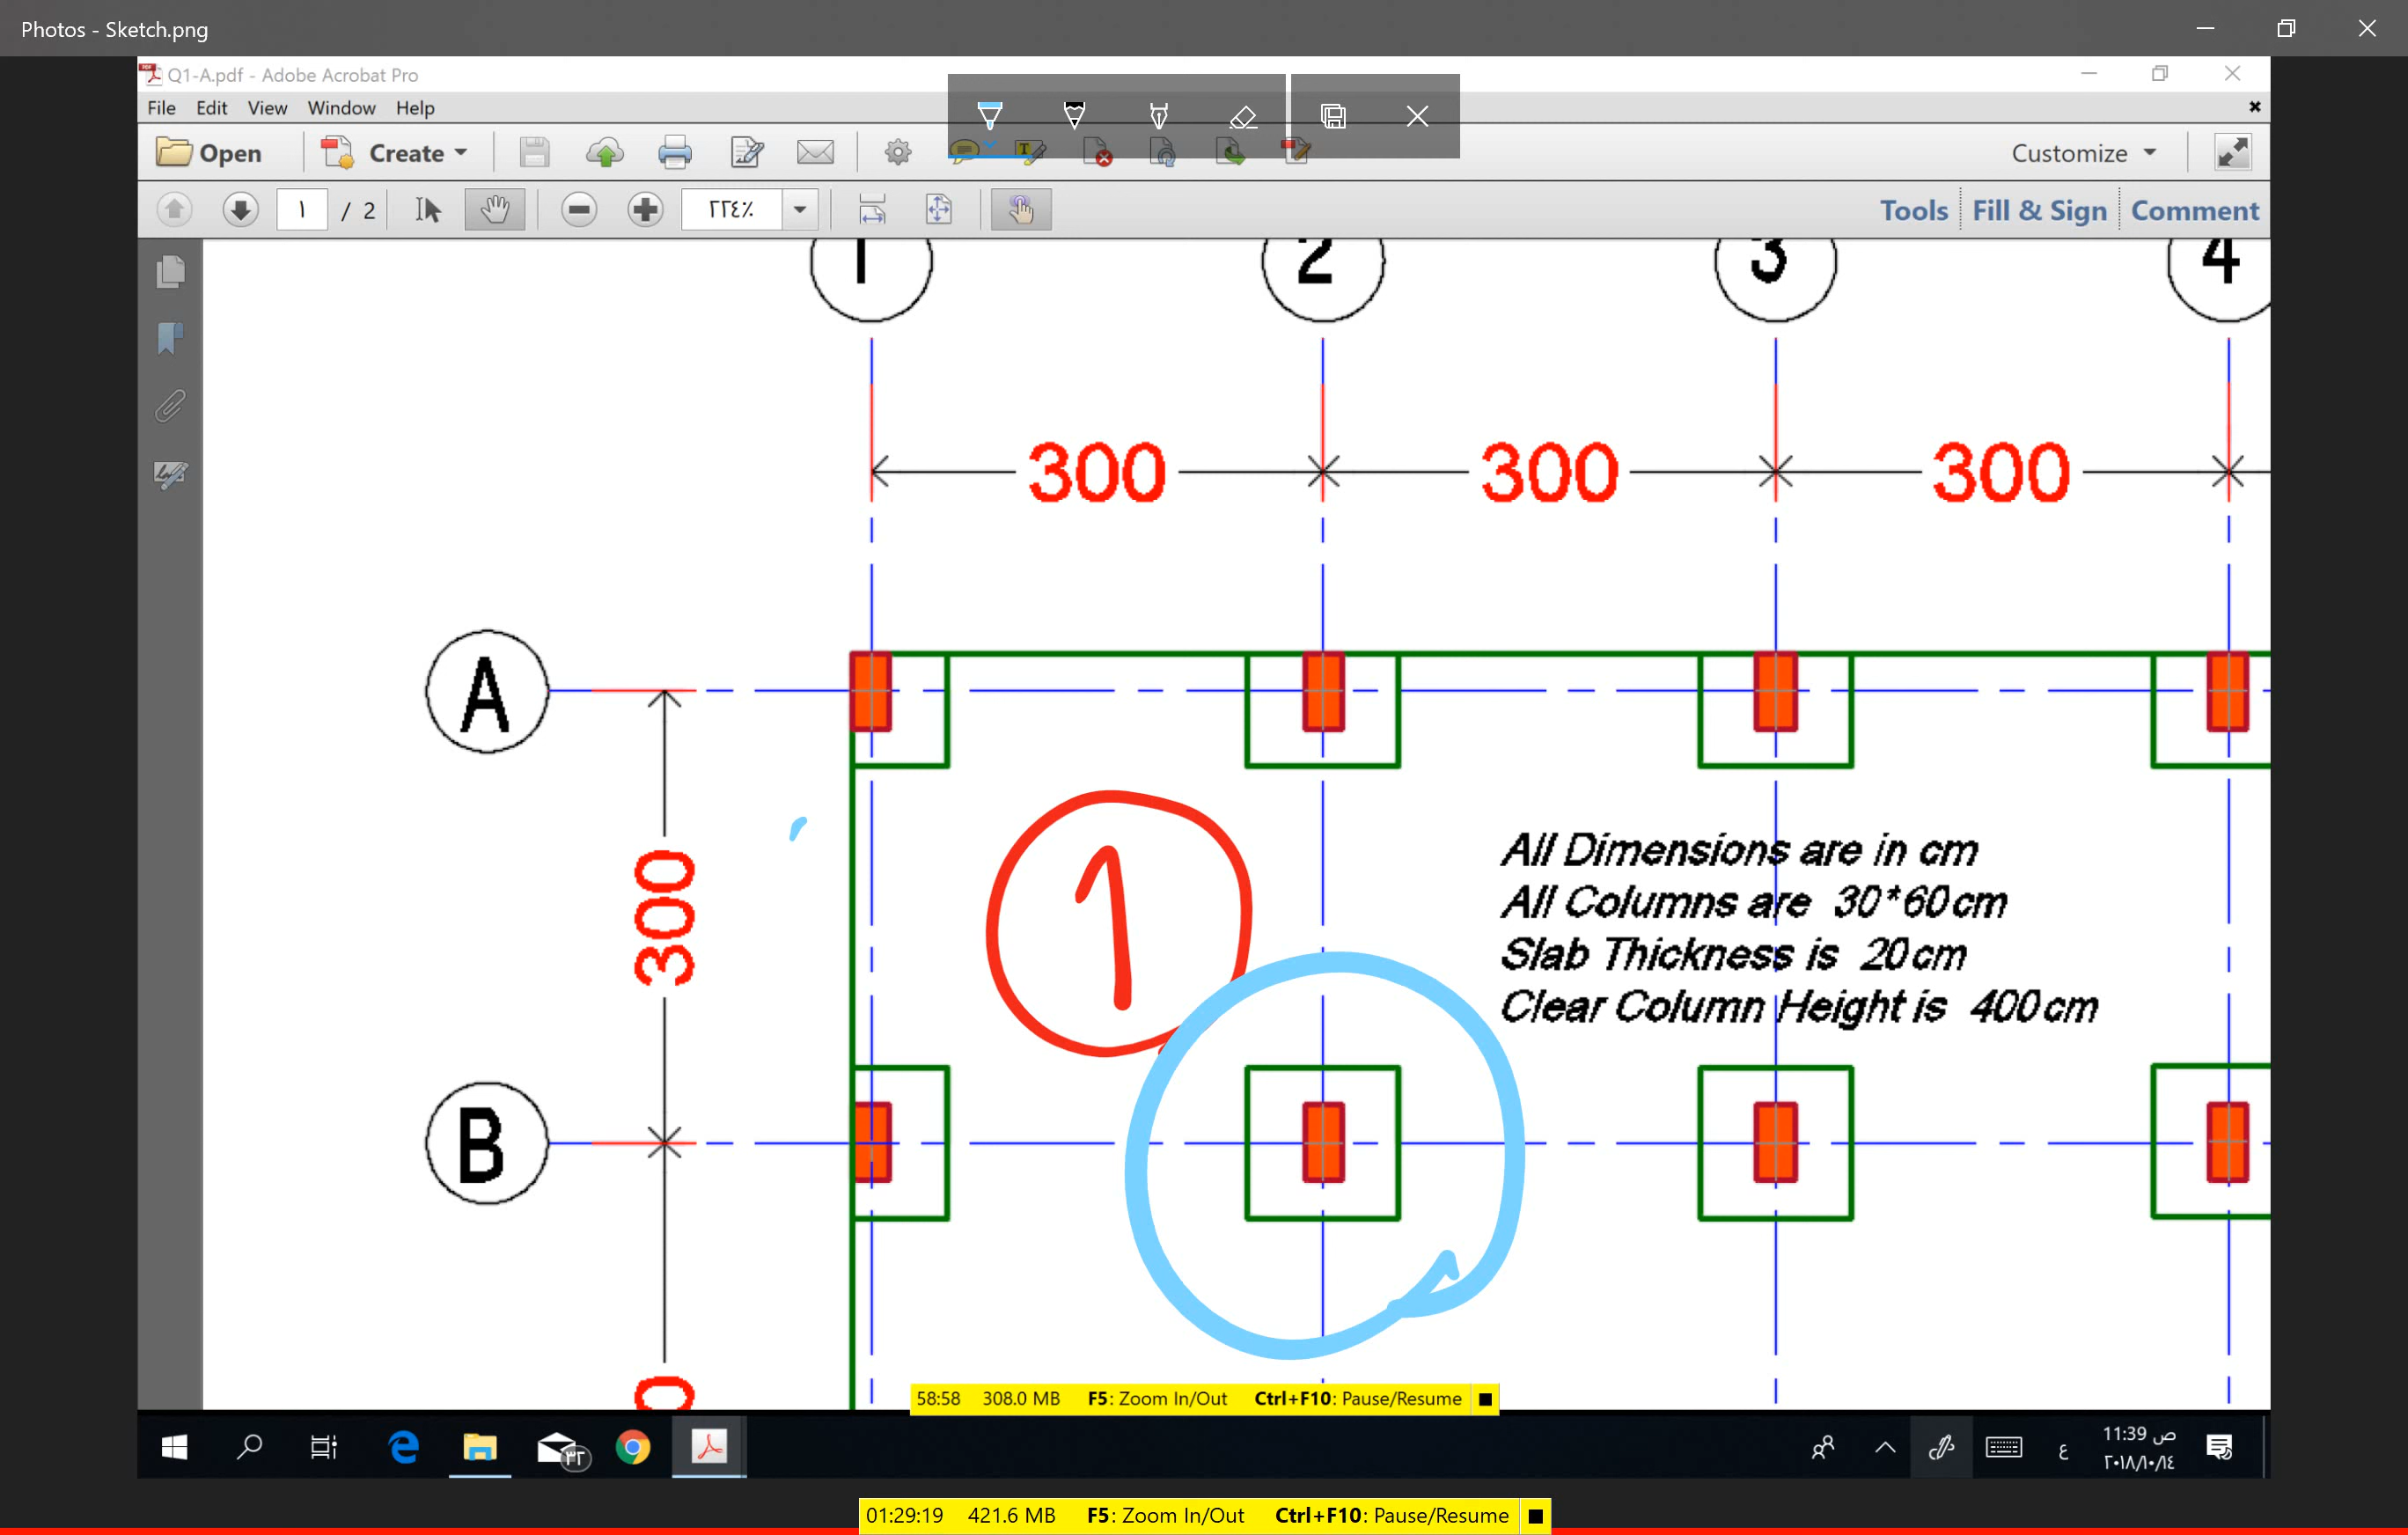 Photos - Sketch.png
Q1-A.pdf - Adobe Acrobat Pro
File Edit View Window Help
Open Create Customize
١ / 2 ٢٢٤٪ Tools Fill & Sign Comment
1 2 3 4
300 300 300
A
300
1
All Dimensions are in cm
All Columns are 30*60cm
Slab Thickness is 20cm
Clear Column Height is 400cm
B
58:58 308.0 MB F5: Zoom In/Out Ctrl+F10: Pause/Resume
٣٢
ع
11:39 ص
٢٠١٨/١٠/١٤
01:29:19 421.6 MB F5: Zoom In/Out Ctrl+F10: Pause/Resume